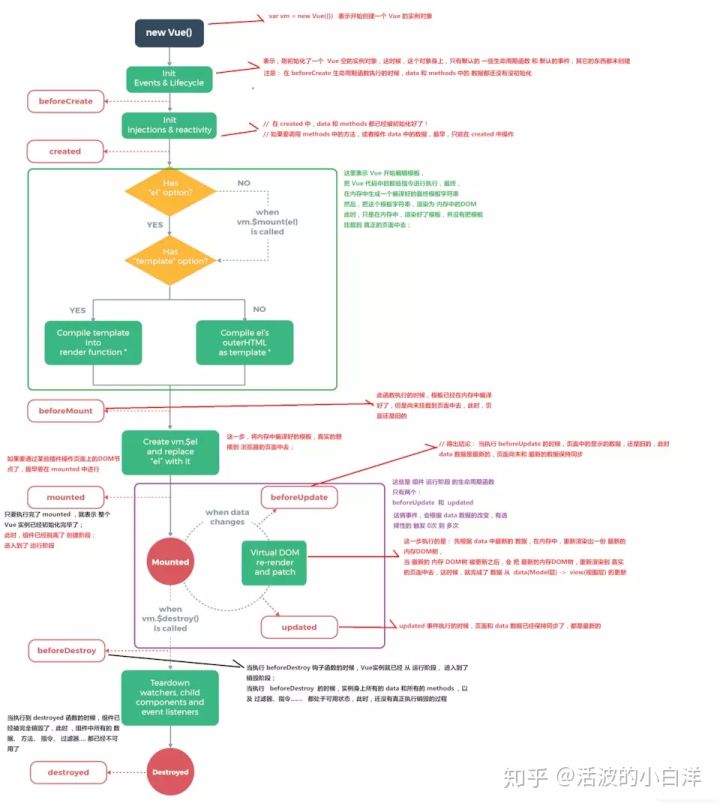 var vm = new Vue({}) 表示开始创建一个 Vue 的实例对象
new Vue()
表示，刚初始化了一个 Vue 空的实例对象，这时候，这个对象身上，只有默认的 一些生命周期函数 和 默认的事件，其它的东西都未创建
注意： 在 beforeCreate 生命周期函数执行的时候，data 和 methods 中的 数据都还没有没初始化
Init
Events & Lifecycle
beforeCreate
Init
injections & reactivity
// 在 created 中，data 和 methods 都已经被初始化好了！
// 如果要调用 methods 中的方法，或者操作 data 中的数据，最早，只能在 created 中操作
created
这里表示 Vue 开始编辑模板，
把 Vue 代码中的那些指令进行执行，最终，
在内存中生成一个编译好的最终模板字符串
然后，把这个模板字符串，渲染为 内存中的DOM
此时，只是在内存中，渲染好了模板，并没有把模板
挂载到 真正的页面中去；
Has
"el" option?
NO
when
vm.$mount(el)
is called
YES
Has
"template" option?
YES
NO
Compile template
into
render function *
Compile el's
outerHTML
as template *
此函数执行的时候，模板已经在内存中编译
好了，但是尚未挂载到页面中去，此时，页
面还是旧的
beforeMount
Create vm.$el
and replace
"el" with it
这一步，将内存中编译好的模板，真实的替
换到 浏览器的页面中去；
// 得出结论： 当执行 beforeUpdate 的时候，页面中的显示的数据，还是旧的，此时
data 数据是最新的，页面尚未和 最新的数据保持同步
如果要通过某些插件操作页面上的DOM节
点了，最早要在 mounted 中进行
这些是 组件 运行阶段 的生命周期函数
只有两个：
beforeUpdate 和 updated
这俩事件，会根据 data 数据的改变，有选
择性的 触发 0次 到 多次
mounted
beforeUpdate
when data
changes
只要执行完了 mounted ，就表示 整个
Vue 实例已经初始化完毕了；
此时，组件已经脱离了 创建阶段；
进入到了 运行阶段
Mounted
Virtual DOM
re-render
and patch
这一步执行的是： 先根据 data 中最新的 数据，在内存中，重新渲染出一份 最新的
内存DOM树，
当 最新的 内存 DOM树 被更新之后，会 把 最新的内存DOM树，重新渲染到 真实
的页面中去，这时候，就完成了 数据 从 data(Model层) -> view(视图层) 的更新
when
vm.$destroy()
is called
updated
updated 事件执行的时候，页面和 data 数据已经保持同步了，都是最新的
beforeDestroy
当执行 beforeDestroy 钩子函数的时候，Vue实例就已经 从 运行阶段，进入到了
销毁阶段；
当执行 beforeDestroy 的时候，实例身上所有的 data 和所有的 methods ，以
及 过滤器、指令…… 都处于可用状态，此时，还没有真正执行销毁的过程
Teardown
watchers, child
components and
event listeners
当执行到 destroyed 函数的时候，组件已
经被完全销毁了，此时，组件中所有的 数
据、 方法、 指令、 过滤器.... 都已经不可
用了
destroyed
Destroyed
知乎 @活波的小白洋